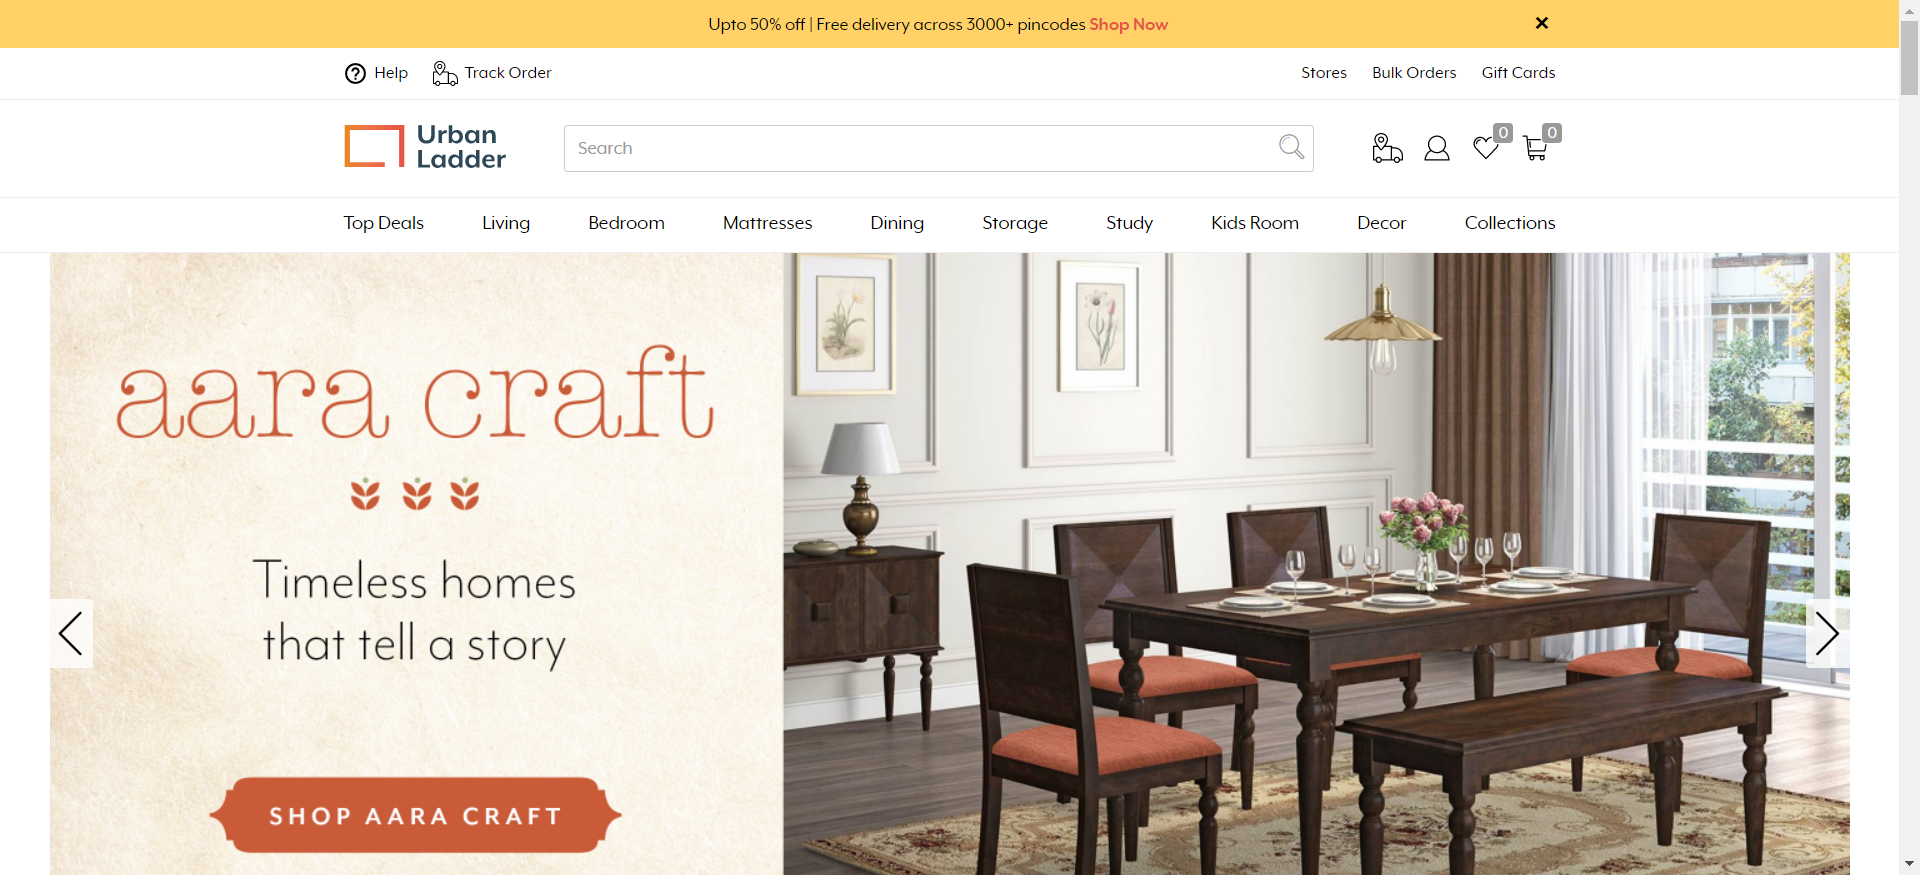 Upto 50% off | Free delivery across 3000+ pincodes Shop Now
Help
Track Order
Stores
Bulk Orders
Gift Cards
Urban
Ladder
Search
0
0
Top Deals
Living
Bedroom
Mattresses
Dining
Storage
Study
Kids Room
Decor
Collections
aara craft
Timeless homes
that tell a story
SHOP AARA CRAFT